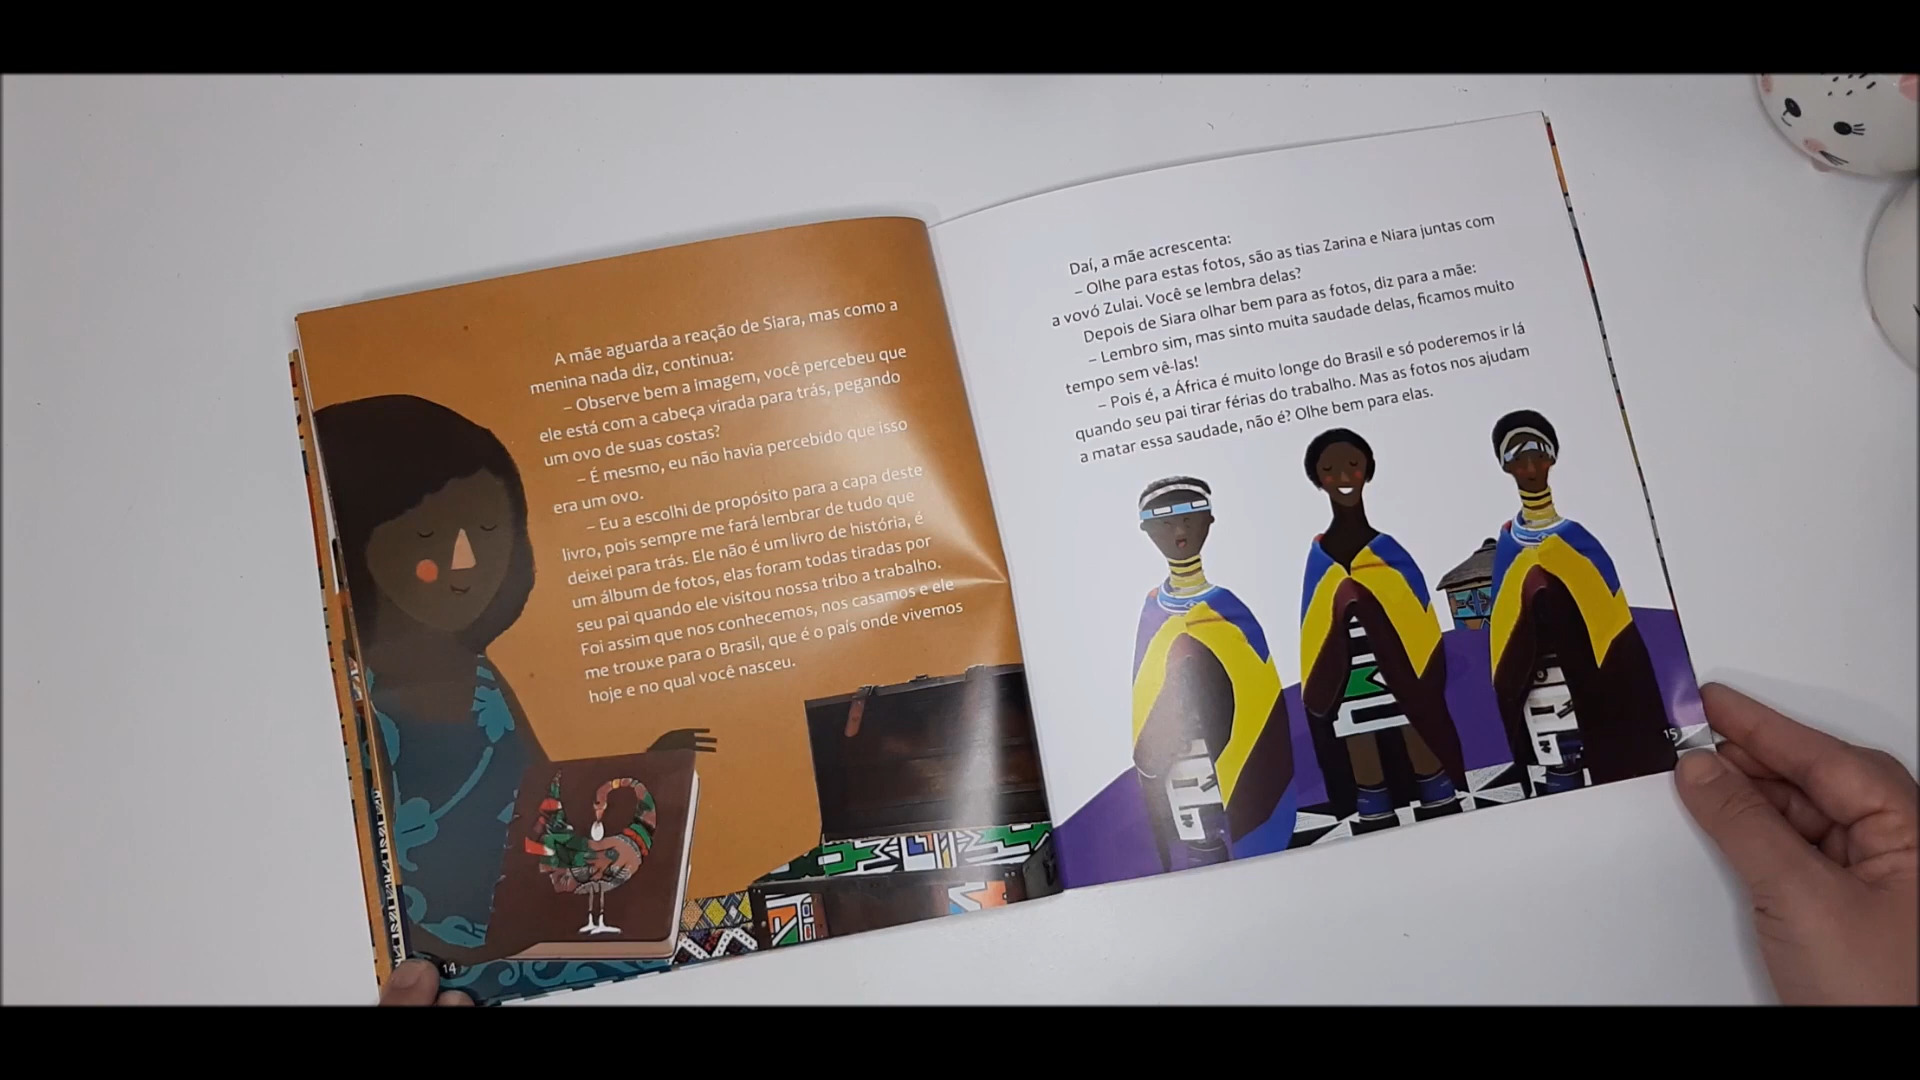 A mãe aguarda a reação de Siara, mas como a
menina nada diz, continua:
– Observe bem a imagem, você percebeu que
ele está com a cabeça virada para trás, pegando
um ovo de suas costas?
– É mesmo, eu não havia percebido que isso
era um ovo.
– Eu a escolhi de propósito para a capa deste
livro, pois sempre me fará lembrar de tudo que
deixei para trás. Ele não é um livro de história, é
um álbum de fotos, elas foram todas tiradas por
seu pai quando ele visitou nossa tribo a trabalho.
Foi assim que nos conhecemos, nos casamos e ele
me trouxe para o Brasil, que é o país onde vivemos
hoje e no qual você nasceu.
14
Daí, a mãe acrescenta:
– Olhe para estas fotos, são as tias Zarina e Niara juntas com
a vovó Zulai. Você se lembra delas?
Depois de Siara olhar bem para as fotos, diz para a mãe:
– Lembro sim, mas sinto muita saudade delas, ficamos muito
tempo sem vê-las!
– Pois é, a África é muito longe do Brasil e só poderemos ir lá
quando seu pai tirar férias do trabalho. Mas as fotos nos ajudam
a matar essa saudade, não é? Olhe bem para elas.
15